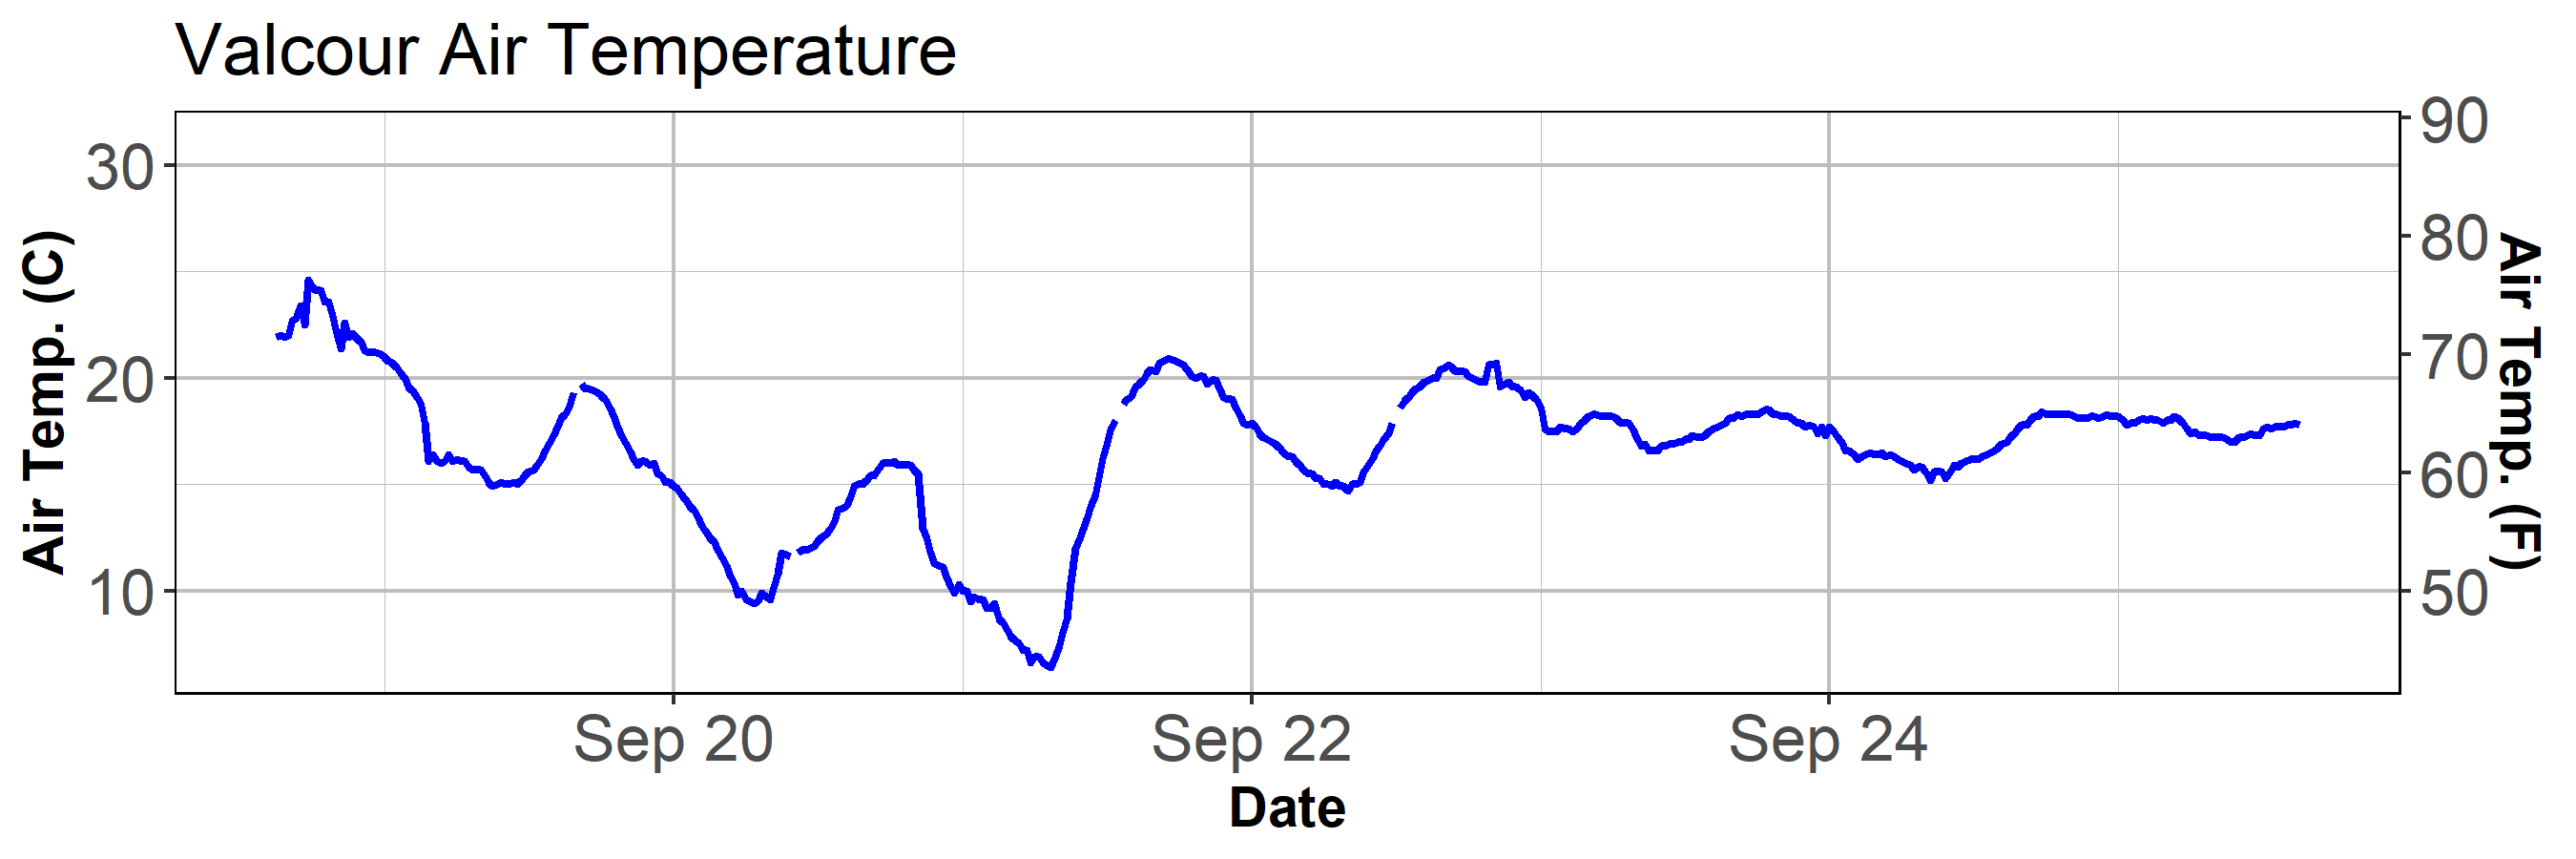 Valcour Air Temperature
Air Temp. (C)
30
20
10
90
80
70
60
50
Air Temp. (F)
Sep 20
Sep 22
Sep 24
Date